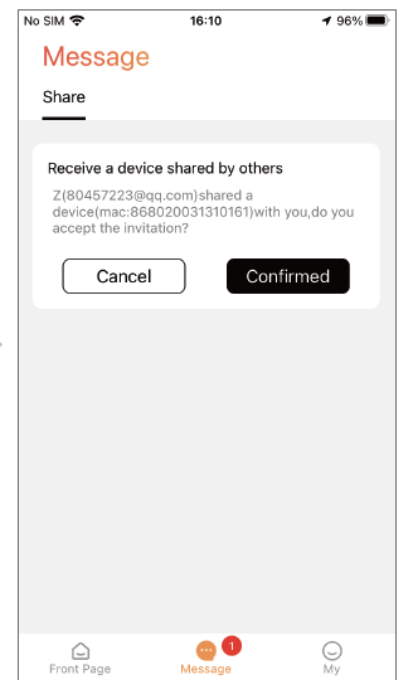 No SIM 16:10 96%
Message
Share
Receive a device shared by others
Z(80457223@qq.com)shared a
device(mac:868020031310161)with you,do you
accept the invitation?
Cancel Confirmed
1
Front Page Message My